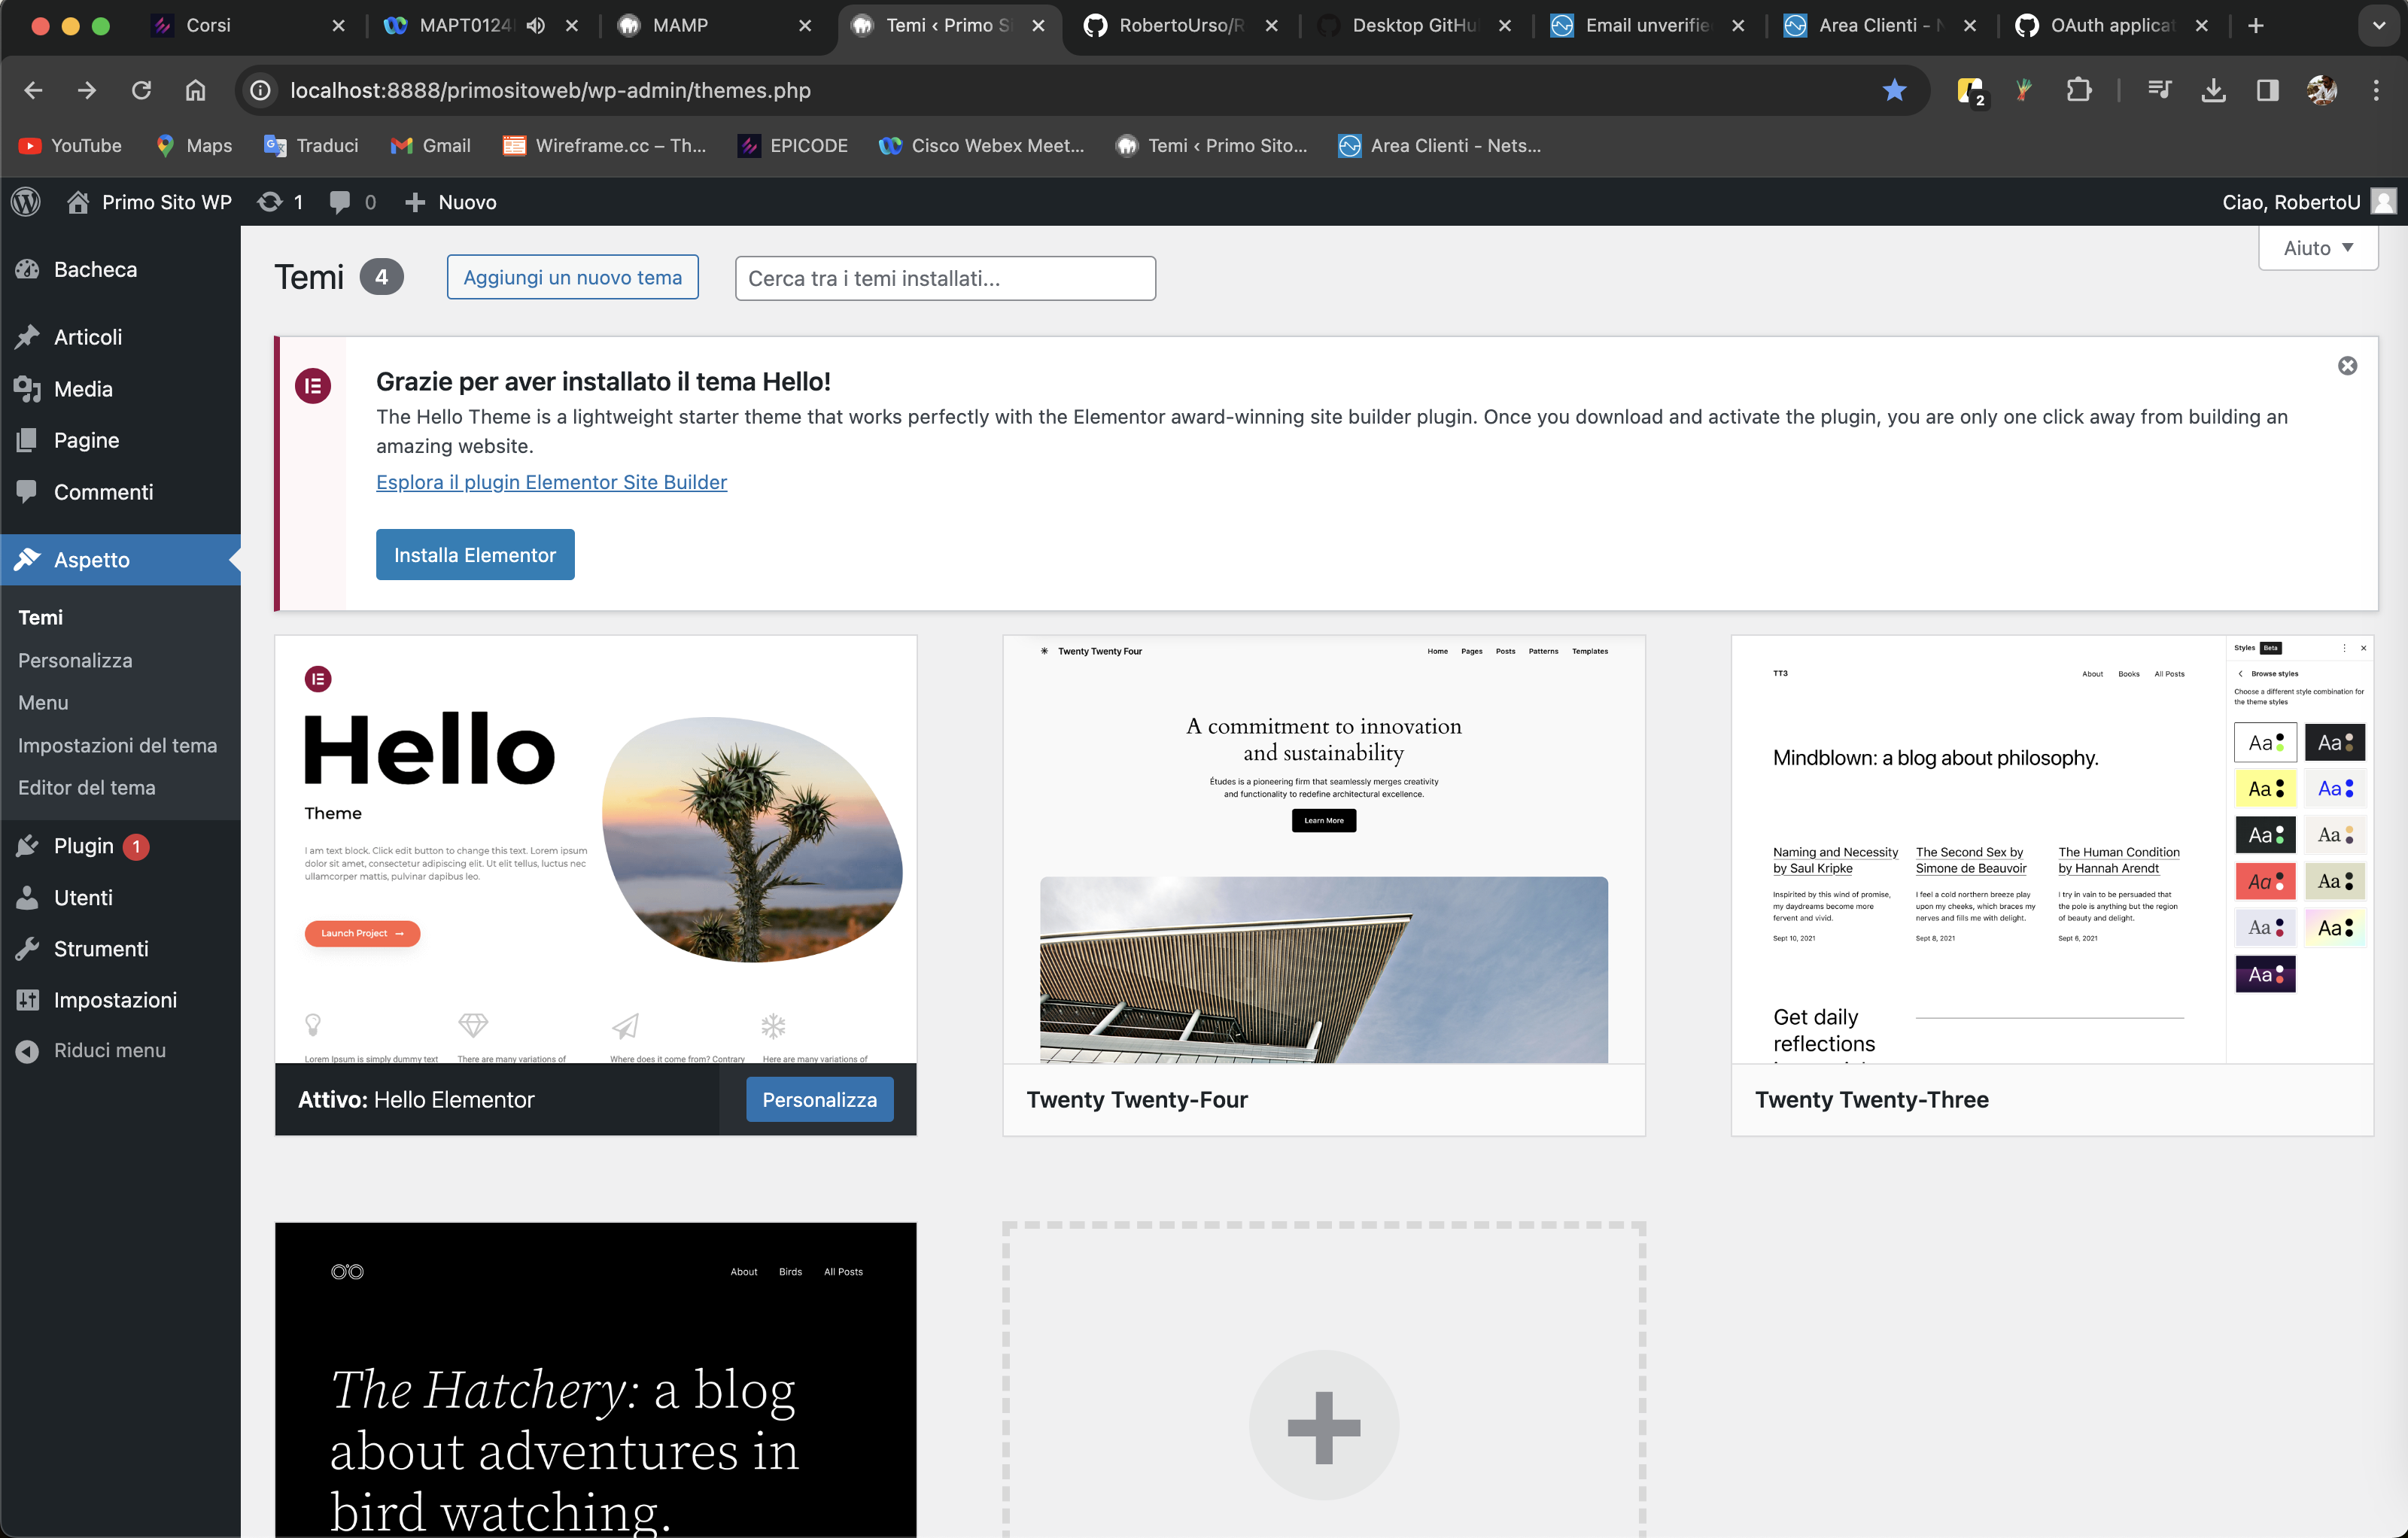 Corsi
MAPT0124
MAMP
Temi ‹ Primo S
RobertoUrso/R
Desktop GitHu
Email unverifie
Area Clienti - N
OAuth applicat
localhost:8888/primositoweb/wp-admin/themes.php
2
YouTube
Maps
Traduci
Gmail
Wireframe.cc – Th...
EPICODE
Cisco Webex Meet...
Temi ‹ Primo Sito...
Area Clienti - Nets...
Primo Sito WP
1
0
Nuovo
Ciao, RobertoU
Bacheca
Articoli
Media
Pagine
Commenti
Aspetto
Temi
Personalizza
Menu
Impostazioni del tema
Editor del tema
Plugin 1
Utenti
Strumenti
Impostazioni
Riduci menu
Aiuto
Temi 4
Aggiungi un nuovo tema
Cerca tra i temi installati...
Grazie per aver installato il tema Hello!
The Hello Theme is a lightweight starter theme that works perfectly with the Elementor award-winning site builder plugin. Once you download and activate the plugin, you are only one click away from building an
amazing website.
Esplora il plugin Elementor Site Builder
Installa Elementor
Hello
Theme
I am text block. Click edit button to change this text. Lorem ipsum
dolor sit amet, consectetur adipiscing elit. Ut elit tellus, luctus nec
ullamcorper mattis, pulvinar dapibus leo.
Launch Project →
Lorem Ipsum is simply dummy text
There are many variations of
Where does it come from? Contrary
Here are many variations of
Attivo: Hello Elementor
Personalizza
Twenty Twenty Four
Home Pages Posts Patterns Templates
A commitment to innovation
and sustainability
Études is a pioneering firm that seamlessly merges creativity
and functionality to redefine architectural excellence.
Learn More
Twenty Twenty-Four
TT3
About Books All Posts
Mindblown: a blog about philosophy.
Naming and Necessity
by Saul Kripke
Inspirited by this wind of promise,
my daydreams become more
fervent and vivid.
Sept 10, 2021
The Second Sex by
Simone de Beauvoir
I feel a cold northern breeze play
upon my cheeks, which braces my
nerves and fills me with delight.
Sept 8, 2021
The Human Condition
by Hannah Arendt
I try in vain to be persuaded that
the pole is anything but the region
of beauty and delight.
Sept 6, 2021
Get daily
reflections
Styles Beta
Browse styles
Choose a different style combination for
the theme styles
Aa Aa
Aa Aa
Aa Aa
Aa Aa
Aa Aa
Aa
Twenty Twenty-Three
About Birds All Posts
The Hatchery: a blog
about adventures in
bird watching.